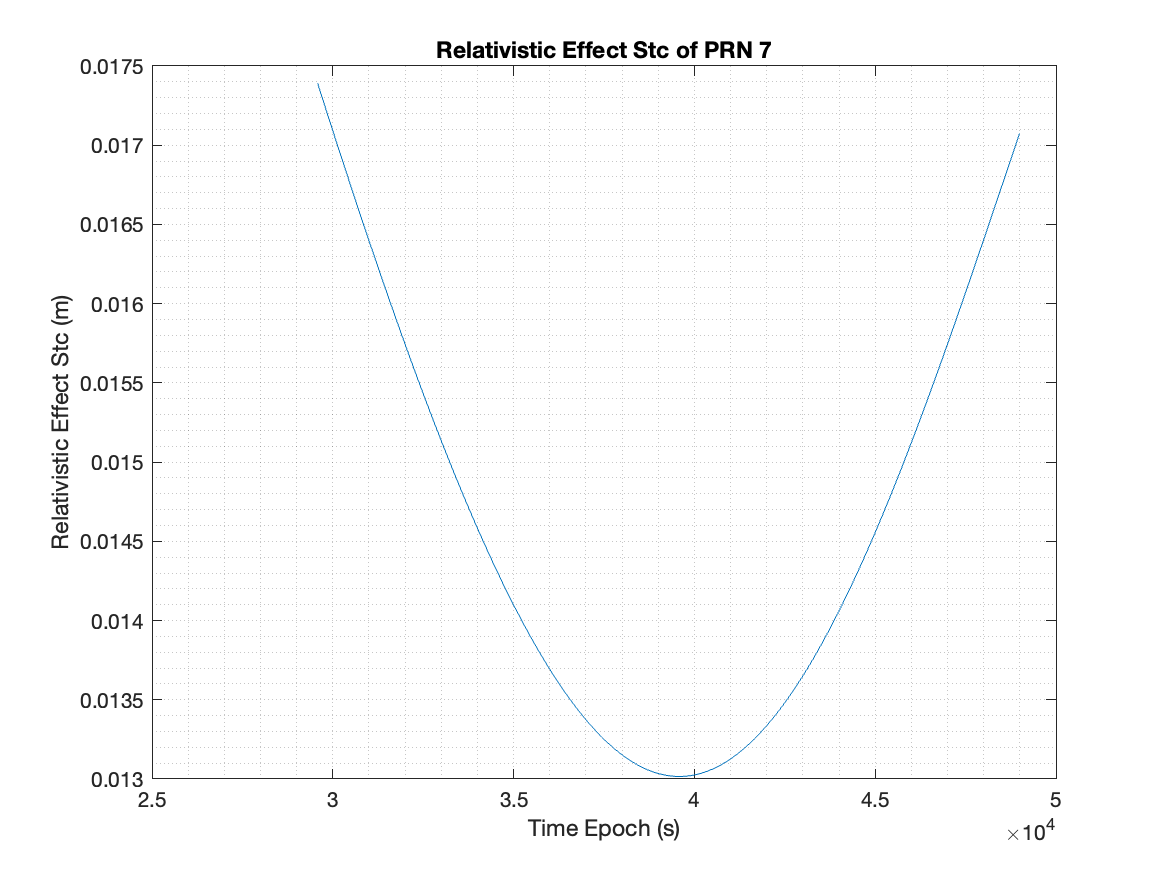 Relativistic Effect Stc of PRN 7
0.0175
0.017
0.0165
0.016
0.0155
0.015
0.0145
0.014
0.0135
0.013
Relativistic Effect Stc (m)
2.5 3 3.5 4 4.5 5
Time Epoch (s)
×10⁴